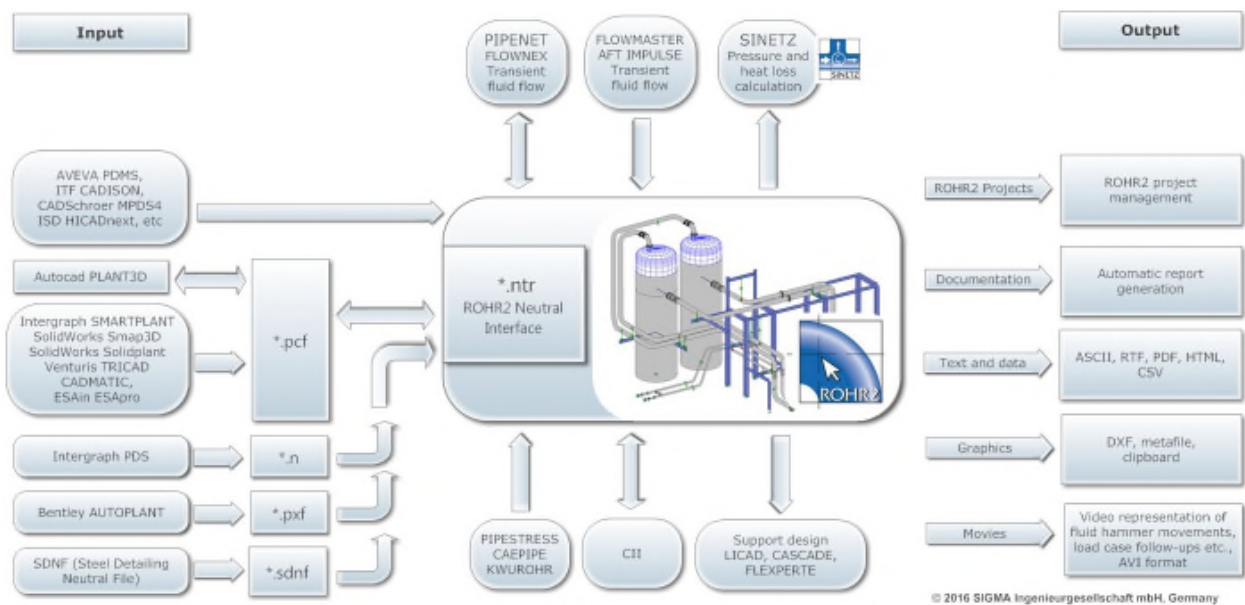 Input
PIPENET
FLOWNEX
Transient
fluid flow
FLOWMASTER
AFT IMPULSE
Transient
fluid flow
SINETZ
Pressure and
heat loss
calculation
SINETZ
Output
AVEVA PDMS,
ITF CADISON,
CADSchroer MPDS4
ISD HICADnext, etc
Autocad PLANT3D
Intergraph SMARTPLANT
SolidWorks Smap3D
SolidWorks Solidplant
Venturis TRICAD
CADMATIC,
ESAin ESApro
*.pcf
Intergraph PDS
*.n
Bentley AUTOPLANT
*.pxf
SDNF (Steel Detailing
Neutral File)
*.sdnf
*.ntr
ROHR2 Neutral
Interface
ROHR2
PIPESTRESS
CAEPIPE
KWUROHR
CII
Support design
LICAD, CASCADE,
FLEXPERTE
ROHR2 Projects
ROHR2 project
management
Documentation
Automatic report
generation
Text and data
ASCII, RTF, PDF, HTML,
CSV
Graphics
DXF, metafile,
clipboard
Movies
Video representation of
fluid hammer movements,
load case follow-ups etc.,
AVI format
© 2016 SIGMA Ingenieurgesellschaft mbH, Germany